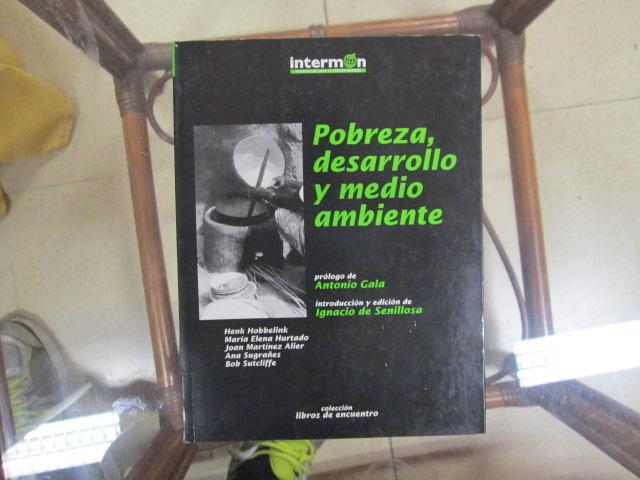 intermón
Pobreza,
desarrollo
y medio
ambiente
prólogo de
Antonio Gala
introducción y edición de
Ignacio de Senillosa
Henk Hobbelink
María Elena Hurtado
Joan Martínez Alier
Ana Sugrañes
Bob Sutcliffe
colección
libros de encuentro